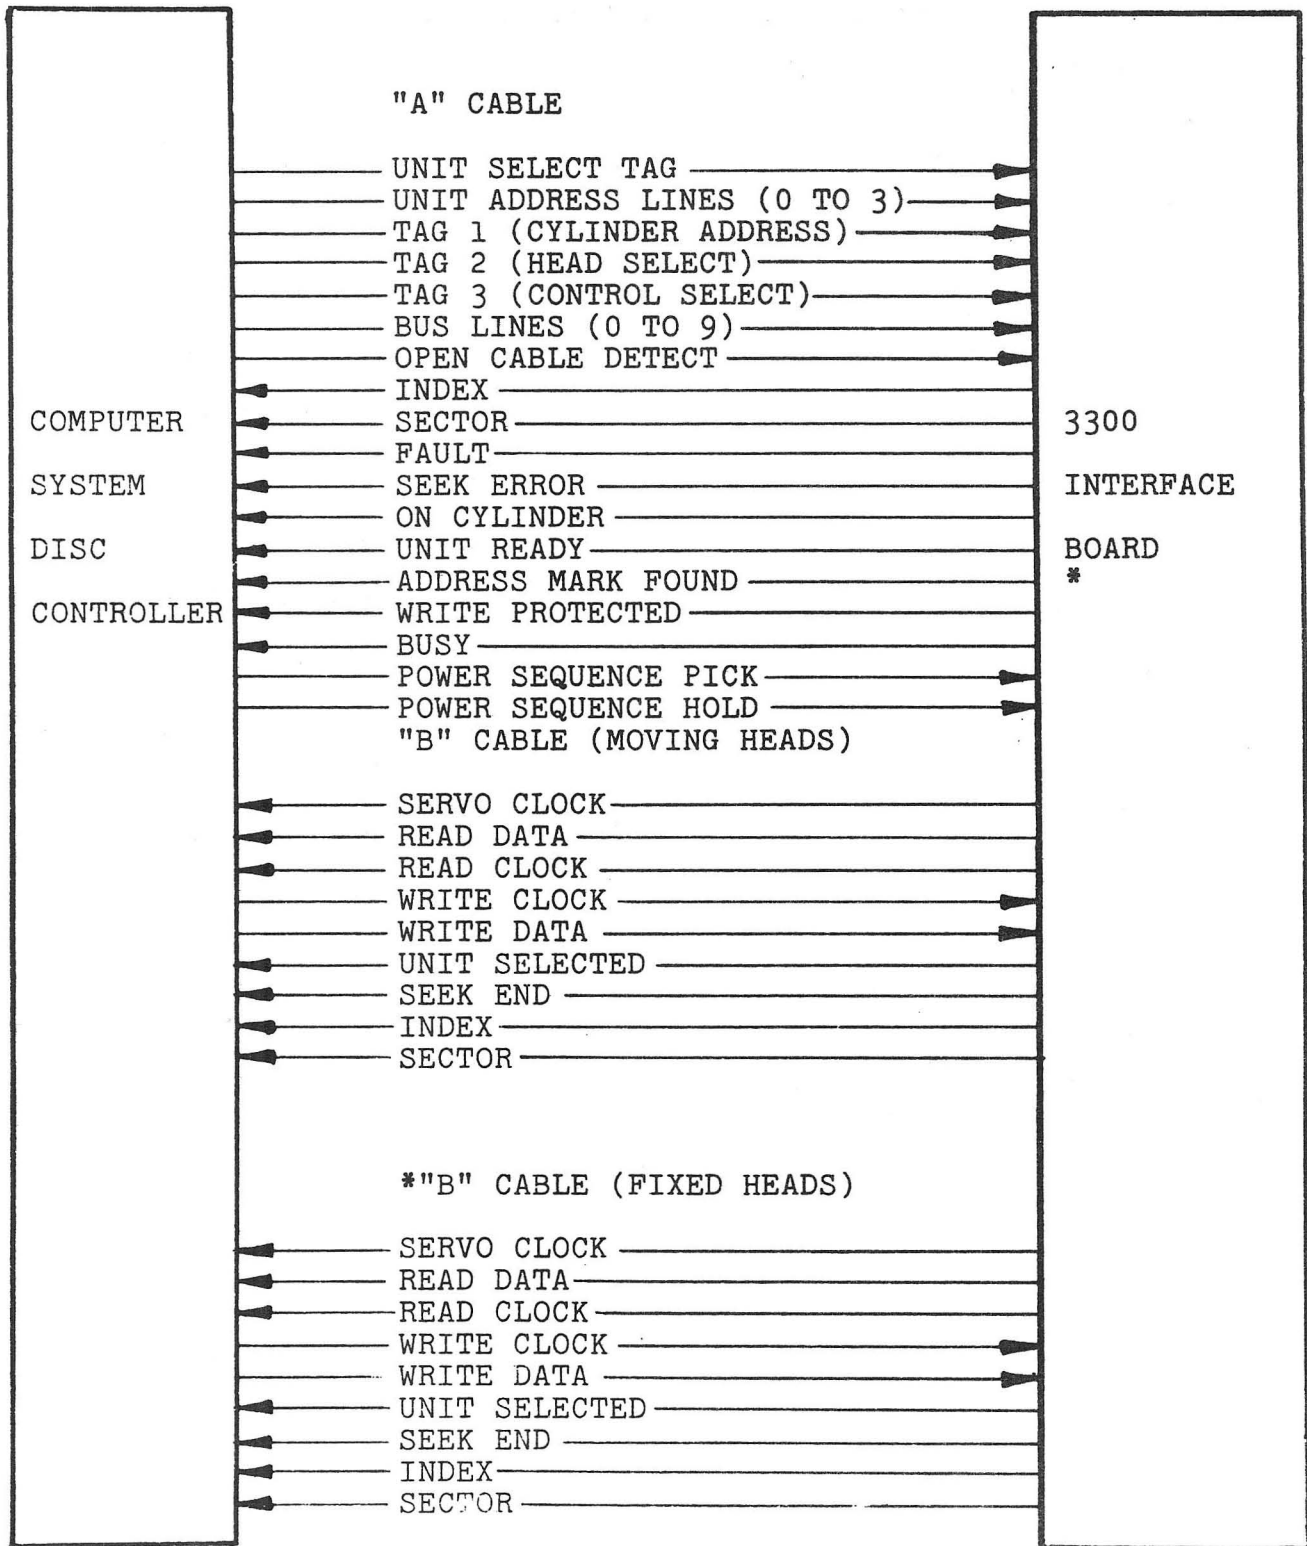 "A" CABLE
UNIT SELECT TAG
UNIT ADDRESS LINES (0 TO 3)
TAG 1 (CYLINDER ADDRESS)
TAG 2 (HEAD SELECT)
TAG 3 (CONTROL SELECT)
BUS LINES (0 TO 9)
OPEN CABLE DETECT
INDEX
COMPUTER SECTOR 3300
FAULT
SYSTEM SEEK ERROR INTERFACE
ON CYLINDER
DISC UNIT READY BOARD
ADDRESS MARK FOUND *
CONTROLLER WRITE PROTECTED
BUSY
POWER SEQUENCE PICK
POWER SEQUENCE HOLD
"B" CABLE (MOVING HEADS)
SERVO CLOCK
READ DATA
READ CLOCK
WRITE CLOCK
WRITE DATA
UNIT SELECTED
SEEK END
INDEX
SECTOR
*"B" CABLE (FIXED HEADS)
SERVO CLOCK
READ DATA
READ CLOCK
WRITE CLOCK
WRITE DATA
UNIT SELECTED
SEEK END
INDEX
SECTOR